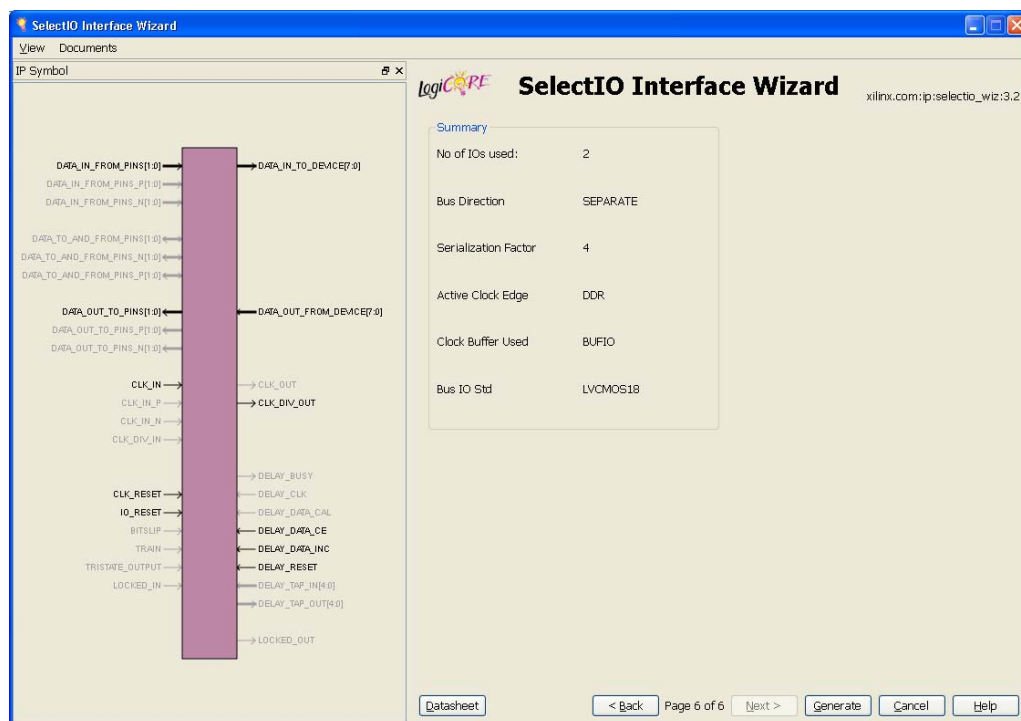 SelectIO Interface Wizard
View Documents
IP Symbol
DATA_IN_FROM_PINS[1:0]
DATA_IN_FROM_PINS_P[1:0]
DATA_IN_FROM_PINS_N[1:0]
DATA_TO_AND_FROM_PINS[1:0]
DATA_TO_AND_FROM_PINS_N[1:0]
DATA_TO_AND_FROM_PINS_P[1:0]
DATA_OUT_TO_PINS[1:0]
DATA_OUT_TO_PINS_P[1:0]
DATA_OUT_TO_PINS_N[1:0]
CLK_IN
CLK_IN_P
CLK_IN_N
CLK_DIV_IN
CLK_RESET
IO_RESET
BITSLIP
TRAIN
TRISTATE_OUTPUT
LOCKED_IN
DATA_IN_TO_DEVICE[7:0]
DATA_OUT_FROM_DEVICE[7:0]
CLK_OUT
CLK_DIV_OUT
DELAY_BUSY
DELAY_CLK
DELAY_DATA_CAL
DELAY_DATA_CE
DELAY_DATA_INC
DELAY_RESET
DELAY_TAP_IN[4:0]
DELAY_TAP_OUT[4:0]
LOCKED_OUT
LogiCORE SelectIO Interface Wizard
xilinx.com:ip:selectio_wiz:3.2
Summary
No of IOs used: 2
Bus Direction SEPARATE
Serialization Factor 4
Active Clock Edge DDR
Clock Buffer Used BUFIO
Bus IO Std LVCMOS18
Datasheet < Back Page 6 of 6 Next > Generate Cancel Help